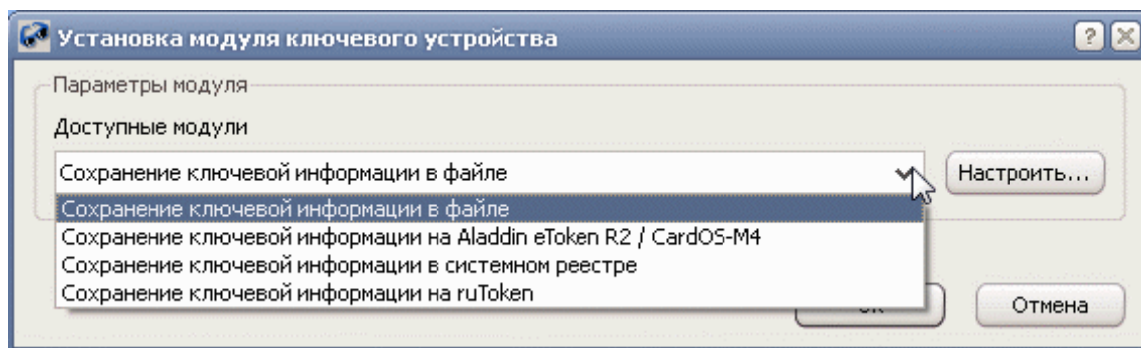 Установка модуля ключевого устройства
Параметры модуля
Доступные модули
Сохранение ключевой информации в файле
Настроить...
Сохранение ключевой информации в файле
Сохранение ключевой информации на Aladdin eToken R2 / CardOS-M4
Сохранение ключевой информации в системном реестре
Сохранение ключевой информации на ruToken
Отмена